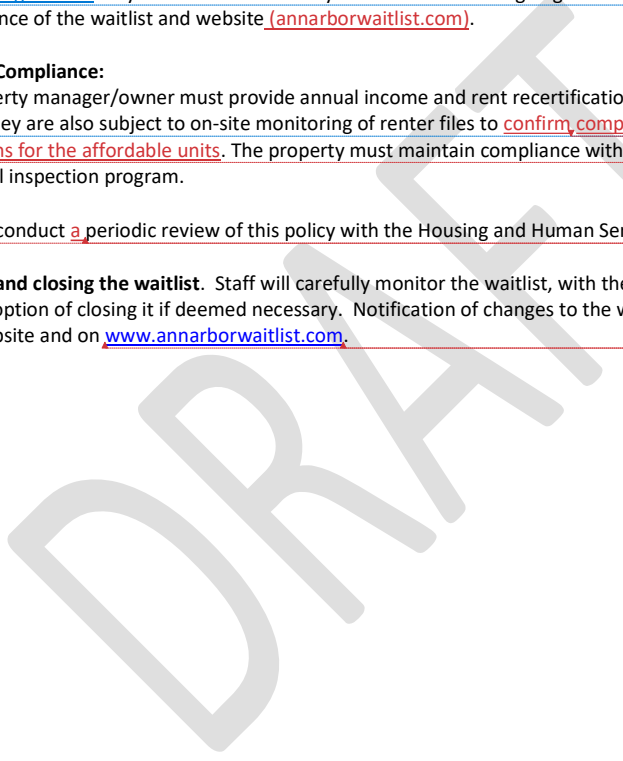 nce of the waitlist and website (annarborwaitlist.com).
Compliance:
erty manager/owner must provide annual income and rent recertificatio
ey are also subject to on-site monitoring of renter files to confirm comp
ns for the affordable units. The property must maintain compliance with
l inspection program.
conduct a periodic review of this policy with the Housing and Human Ser
and closing the waitlist. Staff will carefully monitor the waitlist, with the
option of closing it if deemed necessary. Notification of changes to the w
bsite and on www.annarborwaitlist.com.
DRAFT